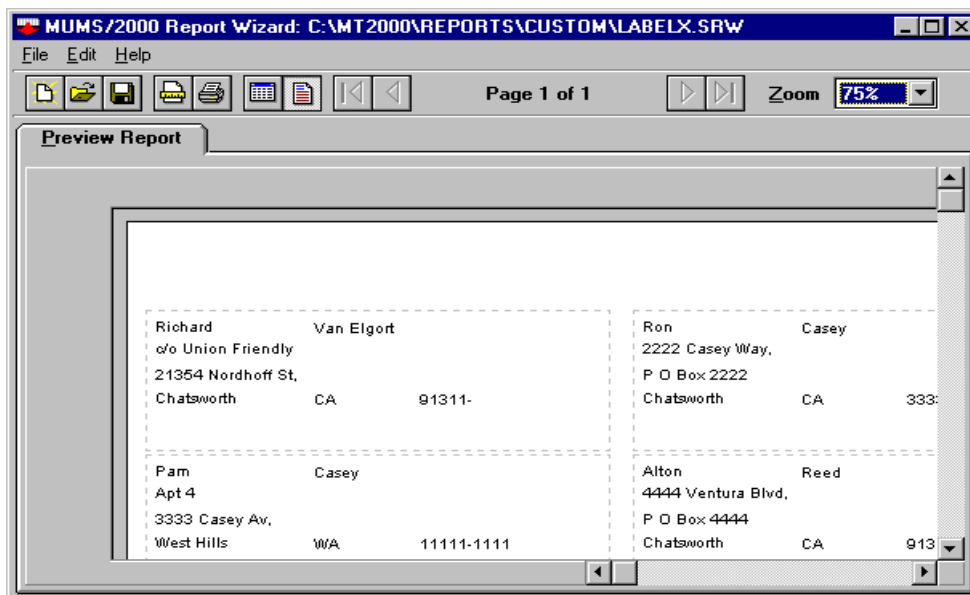 MUMS/2000 Report Wizard: C:\MT2000\REPORTS\CUSTOM\LABELX.SRW
File Edit Help
Page 1 of 1 Zoom 75%
Preview Report
Richard Van Elgort
c/o Union Friendly
21354 Nordhoff St,
Chatsworth CA 91311-
Ron Casey
2222 Casey Way,
P O Box 2222
Chatsworth CA 333
Pam Casey
Apt 4
3333 Casey Av,
West Hills WA 11111-1111
Alton Reed
4444 Ventura Blvd,
P O Box 4444
Chatsworth CA 913